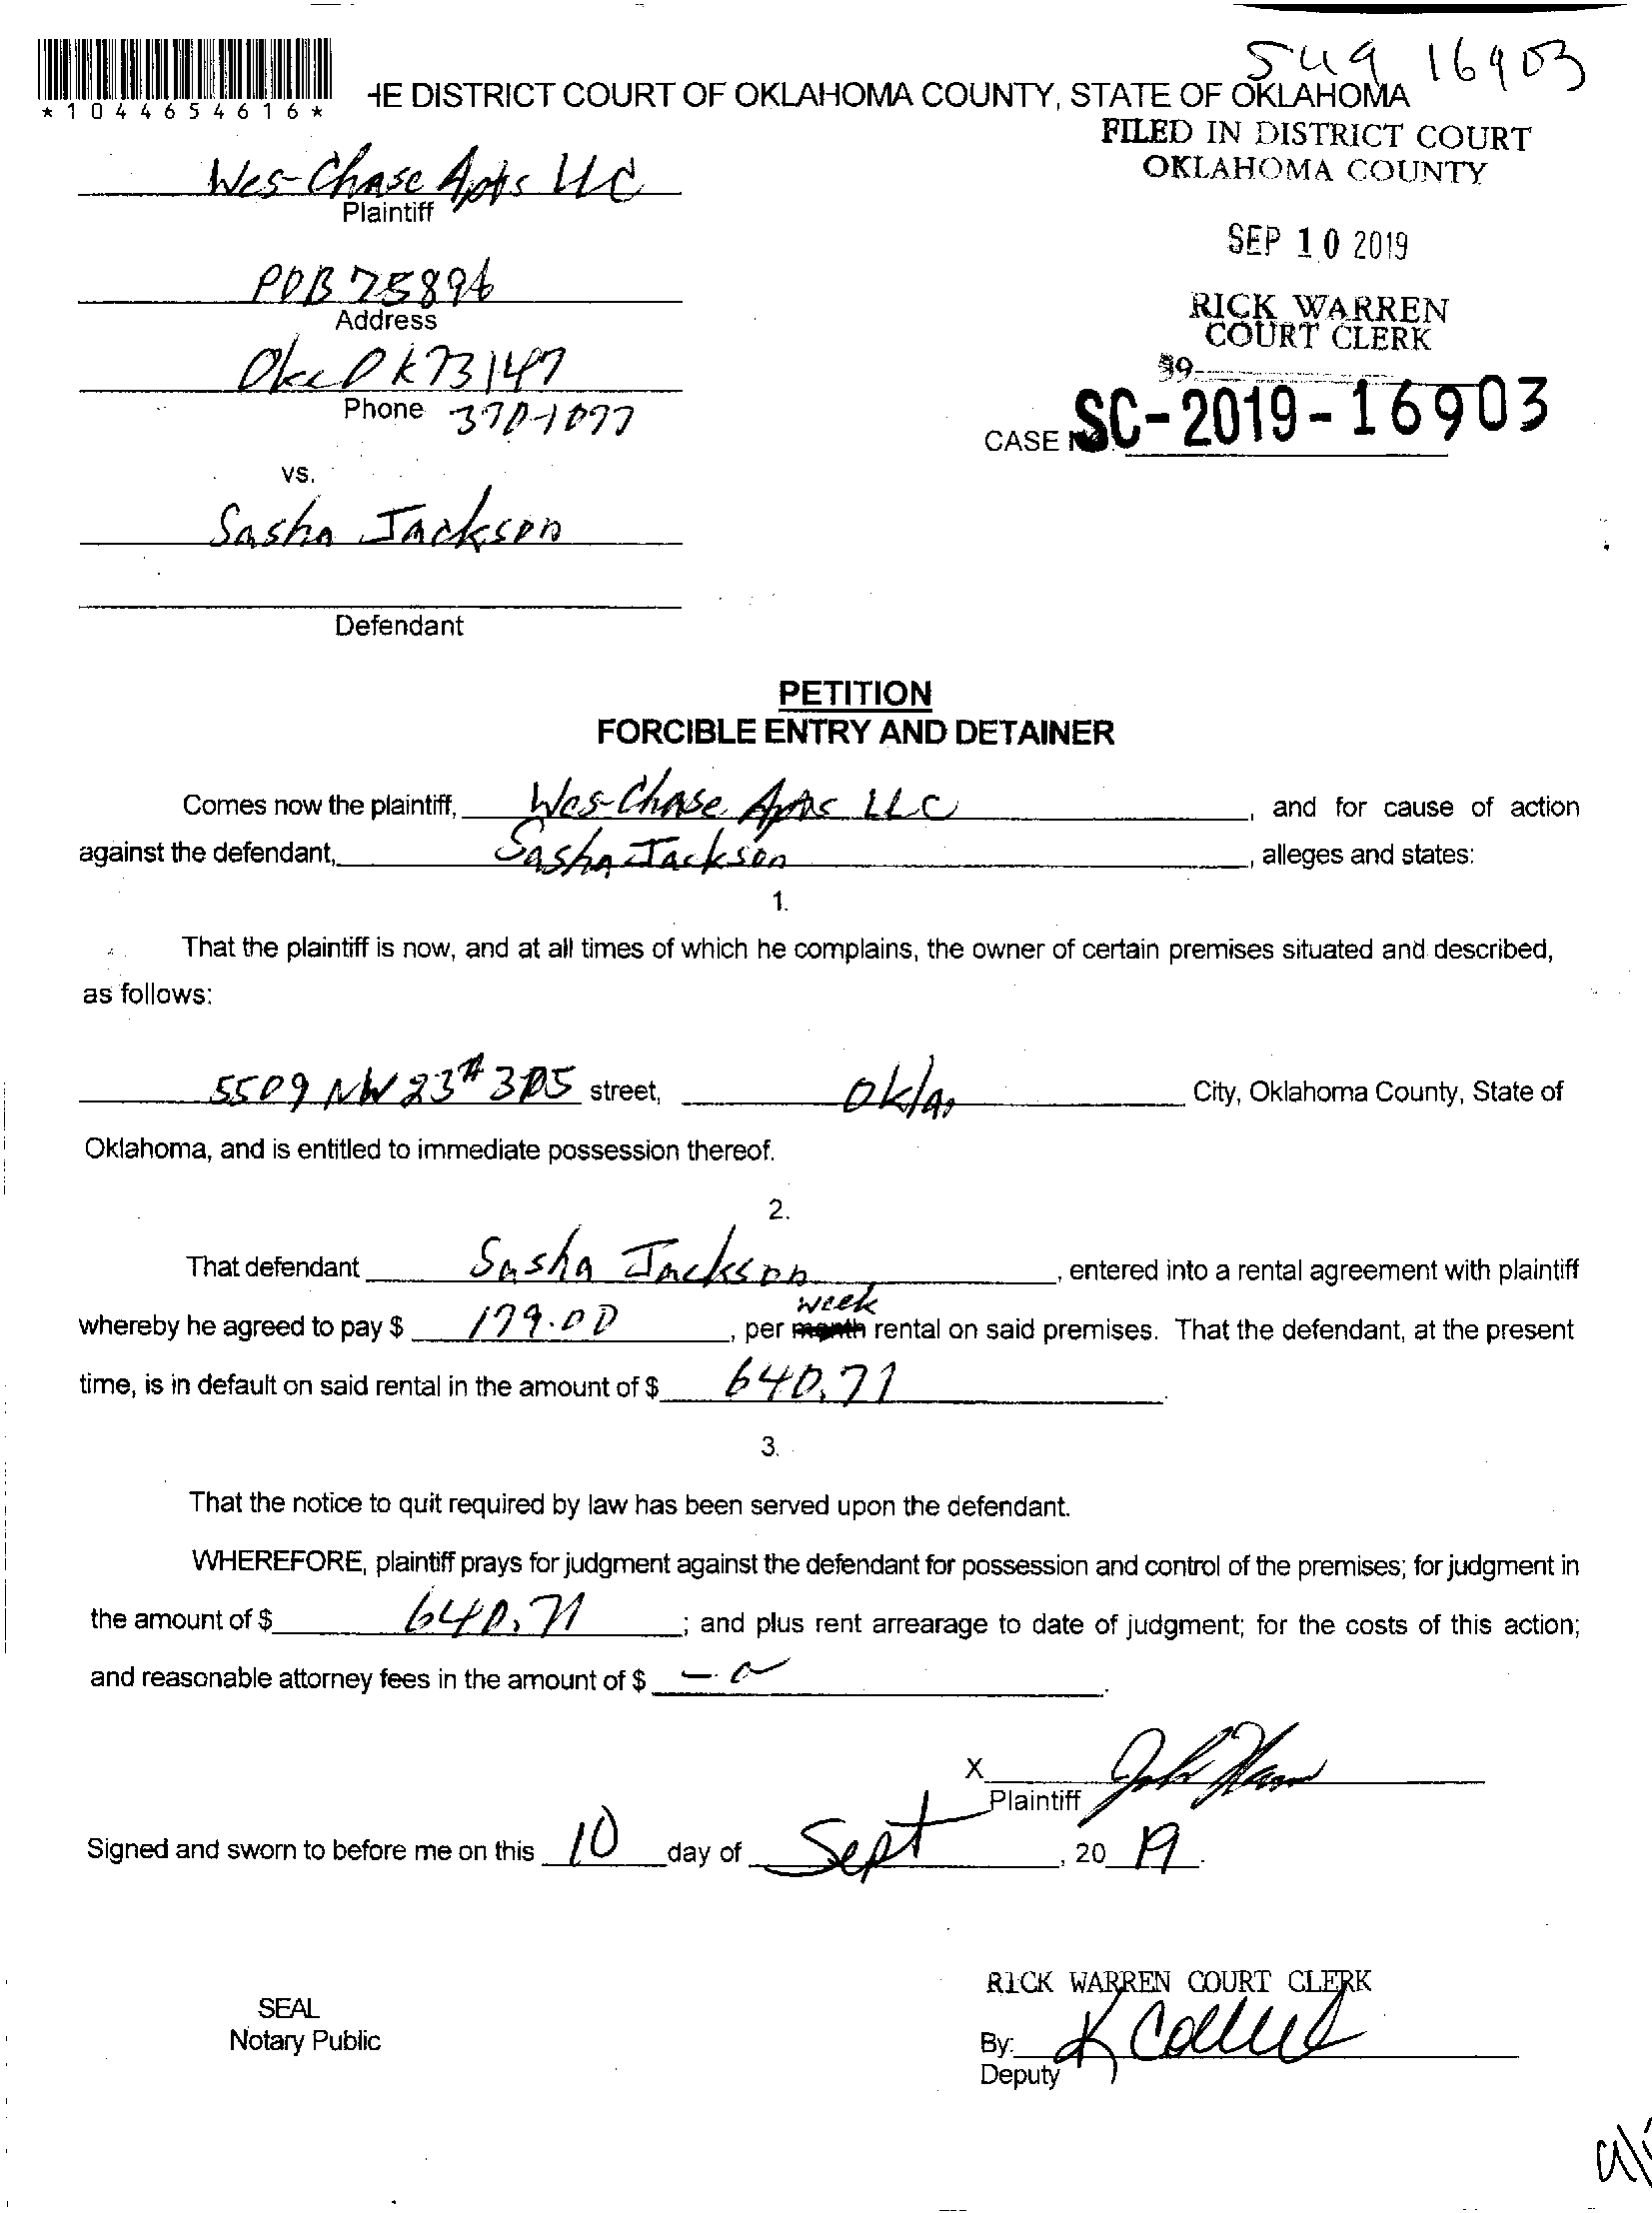 549 16903
*1044654616*
HE DISTRICT COURT OF OKLAHOMA COUNTY, STATE OF OKLAHOMA
FILED IN DISTRICT COURT
OKLAHOMA COUNTY
Wes-Chase Apts LLC
Plaintiff
SEP 10 2019
POB 75896
Address
RICK WARREN
COURT CLERK
Okc Ok 73147
39
Phone 370-1077
CASE NO. SC-2019-16903
vs.
Sasha Jackson
Defendant
PETITION
FORCIBLE ENTRY AND DETAINER
Comes now the plaintiff, Wes-Chase Apts LLC, and for cause of action
against the defendant, Sasha Jackson, alleges and states:
1.
That the plaintiff is now, and at all times of which he complains, the owner of certain premises situated and described,
as follows:
5509 NW 23 # 305 street, Okla. City, Oklahoma County, State of
Oklahoma, and is entitled to immediate possession thereof.
2.
That defendant Sasha Jackson, entered into a rental agreement with plaintiff
week
whereby he agreed to pay $ 179.00, per month rental on said premises. That the defendant, at the present
time, is in default on said rental in the amount of $ 640.71.
3.
That the notice to quit required by law has been served upon the defendant.
WHEREFORE, plaintiff prays for judgment against the defendant for possession and control of the premises; for judgment in
the amount of $ 640.71; and plus rent arrearage to date of judgment; for the costs of this action;
and reasonable attorney fees in the amount of $ - 0.
X
Plaintiff
Signed and sworn to before me on this 10 day of Sept, 20 19.
RICK WARREN COURT CLERK
SEAL
Notary Public
By:
Deputy